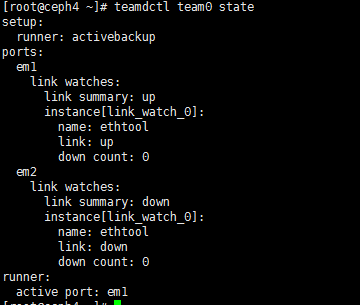 [root@ceph4 ~]# teamdctl team0 state
setup:
  runner: activebackup
ports:
  em1
    link watches:
      link summary: up
      instance[link_watch_0]:
        name: ethtool
        link: up
        down count: 0
  em2
    link watches:
      link summary: down
      instance[link_watch_0]:
        name: ethtool
        link: down
        down count: 0
runner:
  active port: em1
[root@ceph4 ~]#